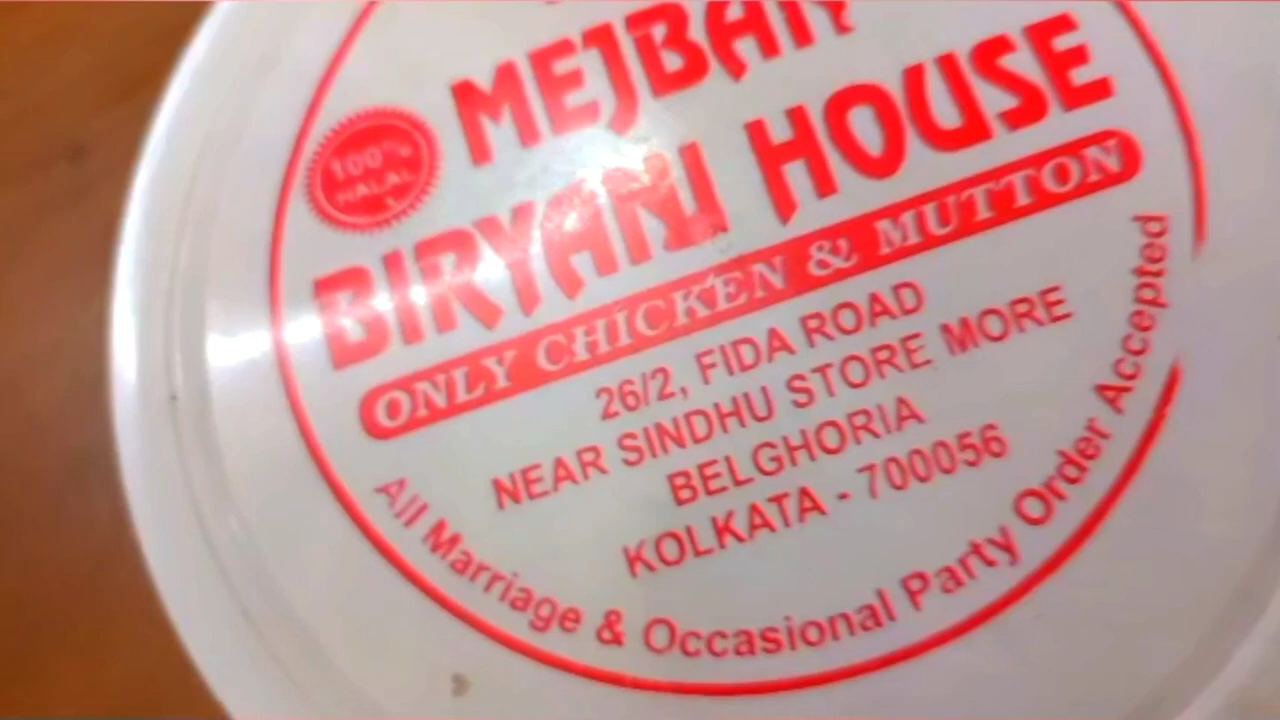 MEJBAN
BIRYANI HOUSE
100%
HALAL
ONLY CHICKEN & MUTTON
26/2, FIDA ROAD
NEAR SINDHU STORE MORE
BELGHORIA
KOLKATA - 700056
All Marriage & Occasional Party Order Accepted